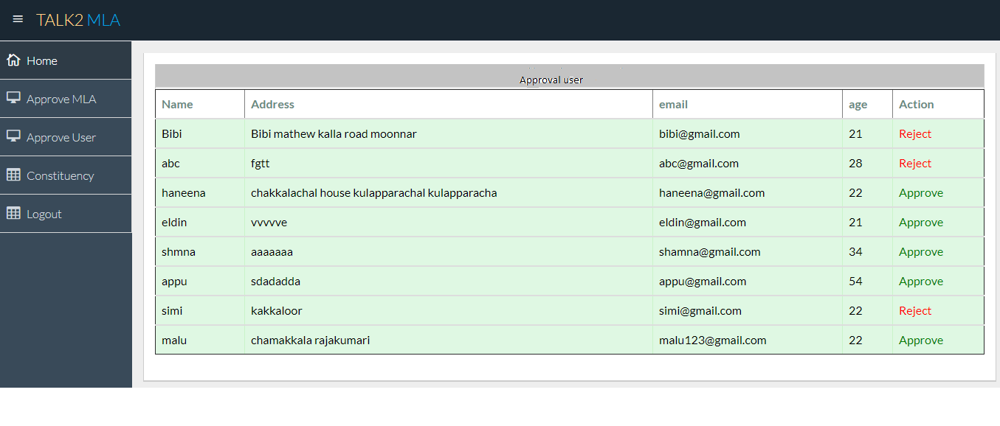 TALK2 MLA
Home
Approve MLA
Approve User
Constituency
Logout
Approval user
Name Address email age Action
Bibi Bibi mathew kalla road moonnar bibi@gmail.com 21 Reject
abc fgtt abc@gmail.com 28 Reject
haneena chakkalachal house kulapparachal kulapparacha haneena@gmail.com 22 Approve
eldin vvvvve eldin@gmail.com 21 Approve
shmna aaaaaaa shamna@gmail.com 34 Approve
appu sdadadda appu@gmail.com 54 Approve
simi kakkaloor simi@gmail.com 22 Reject
malu chamakkala rajakumari malu123@gmail.com 22 Approve